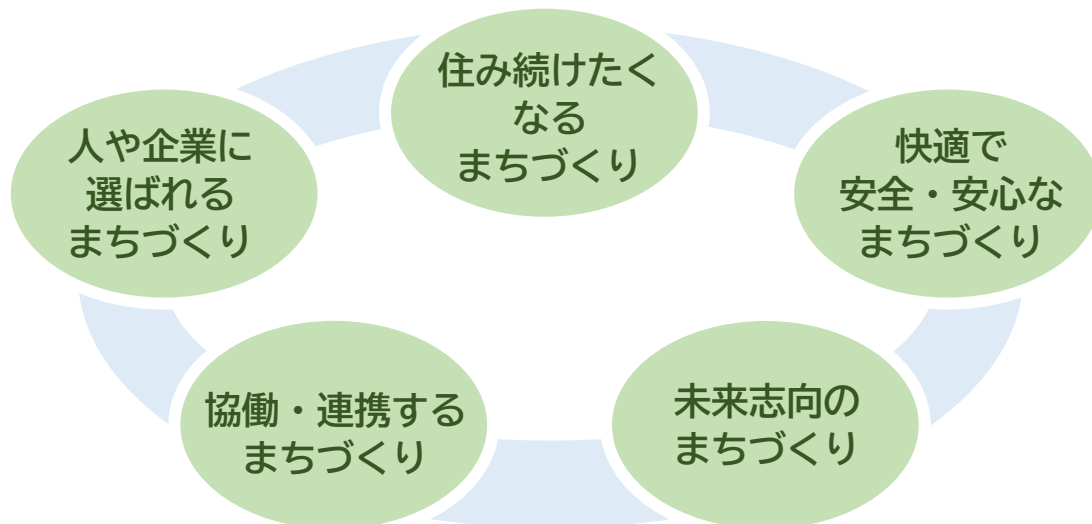 住み続けたく
なる
まちづくり
人や企業に
選ばれる
まちづくり
快適で
安全・安心な
まちづくり
協働・連携する
まちづくり
未来志向の
まちづくり